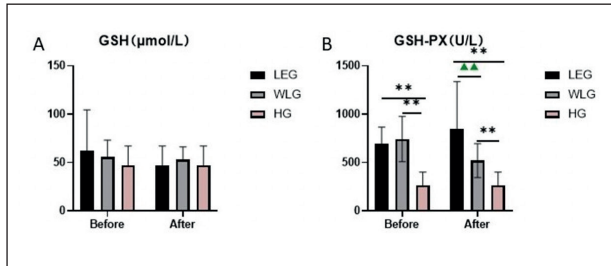 A
GSH(μmol/L)
150
100
50
0
Before
After
LEG
WLG
HG
B
GSH-PX(U/L)
1500
1000
500
0
**
**
**
▲▲
**
Before
After
LEG
WLG
HG